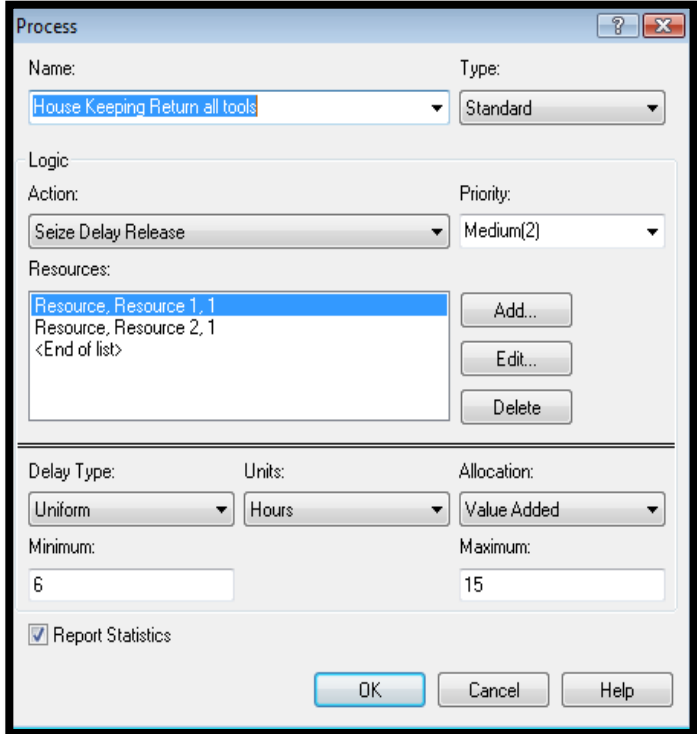 Process
Name: Type:
House Keeping Return all tools Standard
Logic
Action: Priority:
Seize Delay Release Medium(2)
Resources:
Resource, Resource 1, 1
Resource, Resource 2, 1
<End of list>
Add...
Edit...
Delete
Delay Type: Units: Allocation:
Uniform Hours Value Added
Minimum: Maximum:
6 15
Report Statistics
OK Cancel Help